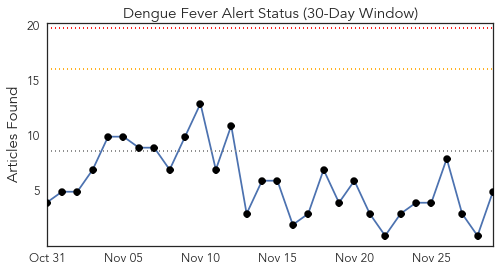 Dengue Fever Alert Status (30-Day Window)
Articles Found
20
15
10
5
Oct 31 Nov 05 Nov 10 Nov 15 Nov 20 Nov 25